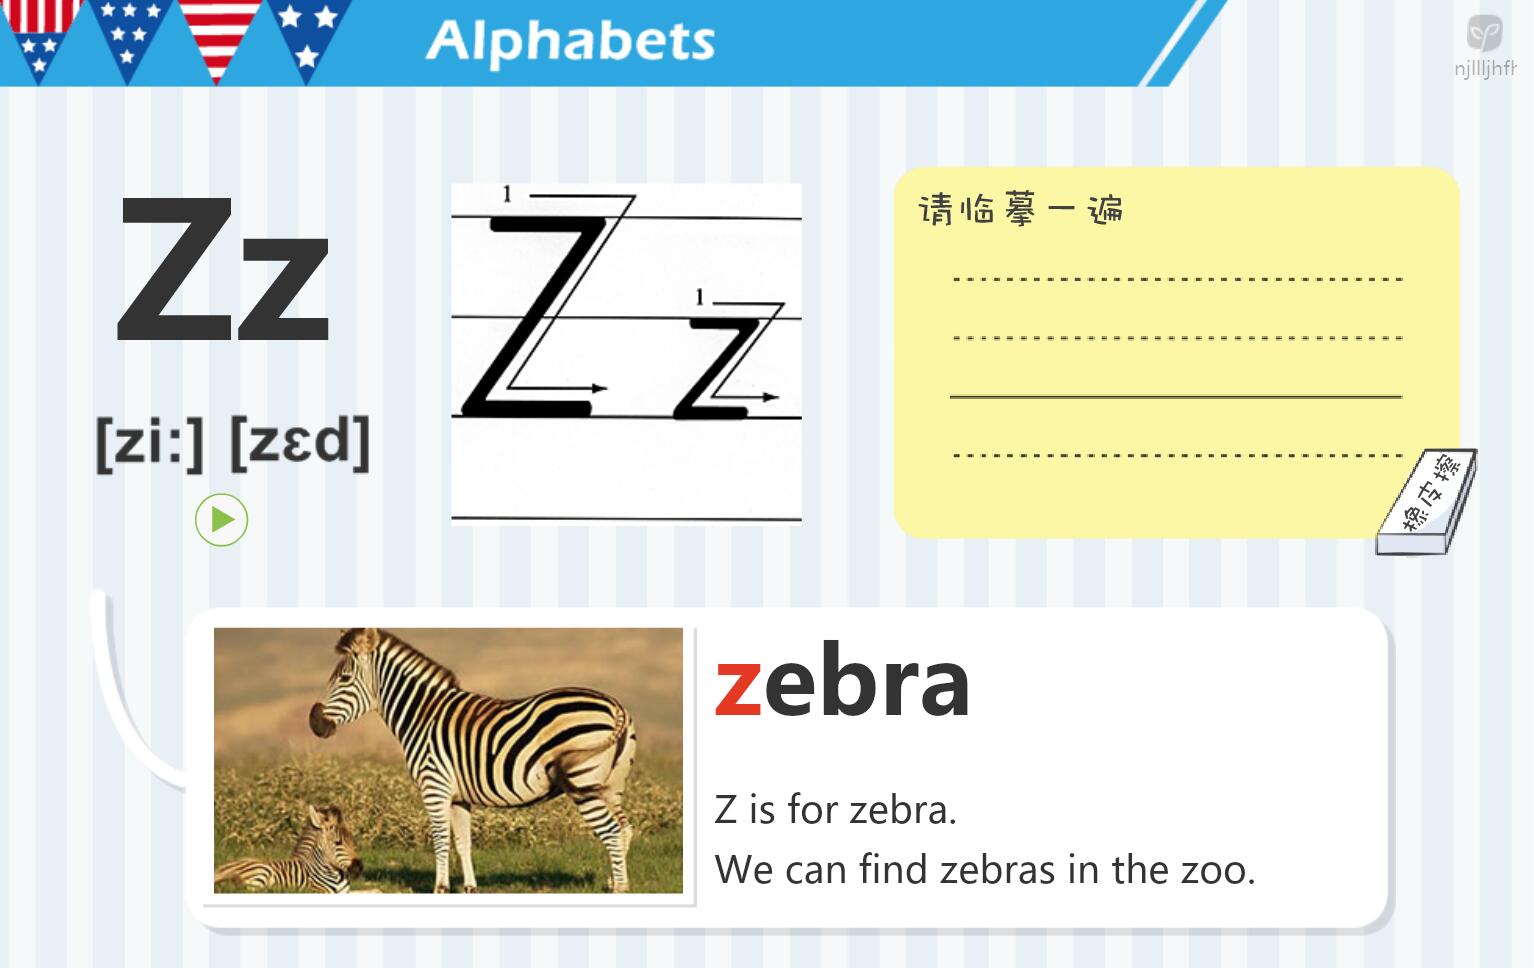 Alphabets
njllljhfh
Zz
[zi:] [zɛd]
1
1
请临摹一遍
橡皮擦
zebra
Z is for zebra.
We can find zebras in the zoo.